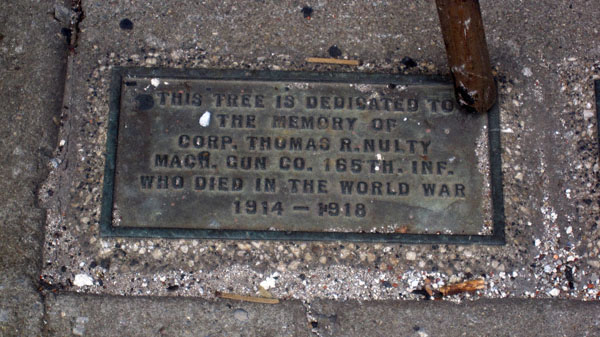 THIS TREE IS DEDICATED TO
THE MEMORY OF
CORP. THOMAS R. NULTY
MACH. GUN CO. 165TH. INF.
WHO DIED IN THE WORLD WAR
1914 — 1918